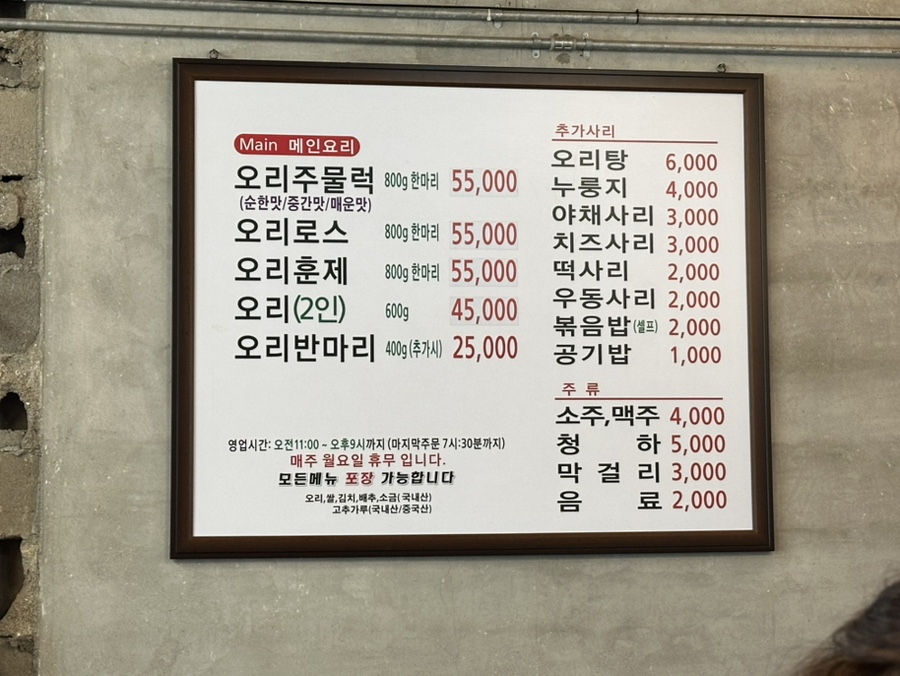 Main 메인요리
오리주물럭 800g 한마리 55,000
(순한맛/중간맛/매운맛)
오리로스 800g 한마리 55,000
오리훈제 800g 한마리 55,000
오리(2인) 600g 45,000
오리반마리 400g(추가시) 25,000
영업시간: 오전11:00 ~ 오후9시까지 (마지막주문 7시:30분까지)
매주 월요일 휴무 입니다.
모든메뉴 포장 가능합니다
오리,쌀,김치,배추,소금(국내산)
고추가루(국내산/중국산)
추가사리
오리탕 6,000
누룽지 4,000
야채사리 3,000
치즈사리 3,000
떡사리 2,000
우동사리 2,000
볶음밥(셀프) 2,000
공기밥 1,000
주 류
소주,맥주 4,000
청 하 5,000
막 걸 리 3,000
음 료 2,000